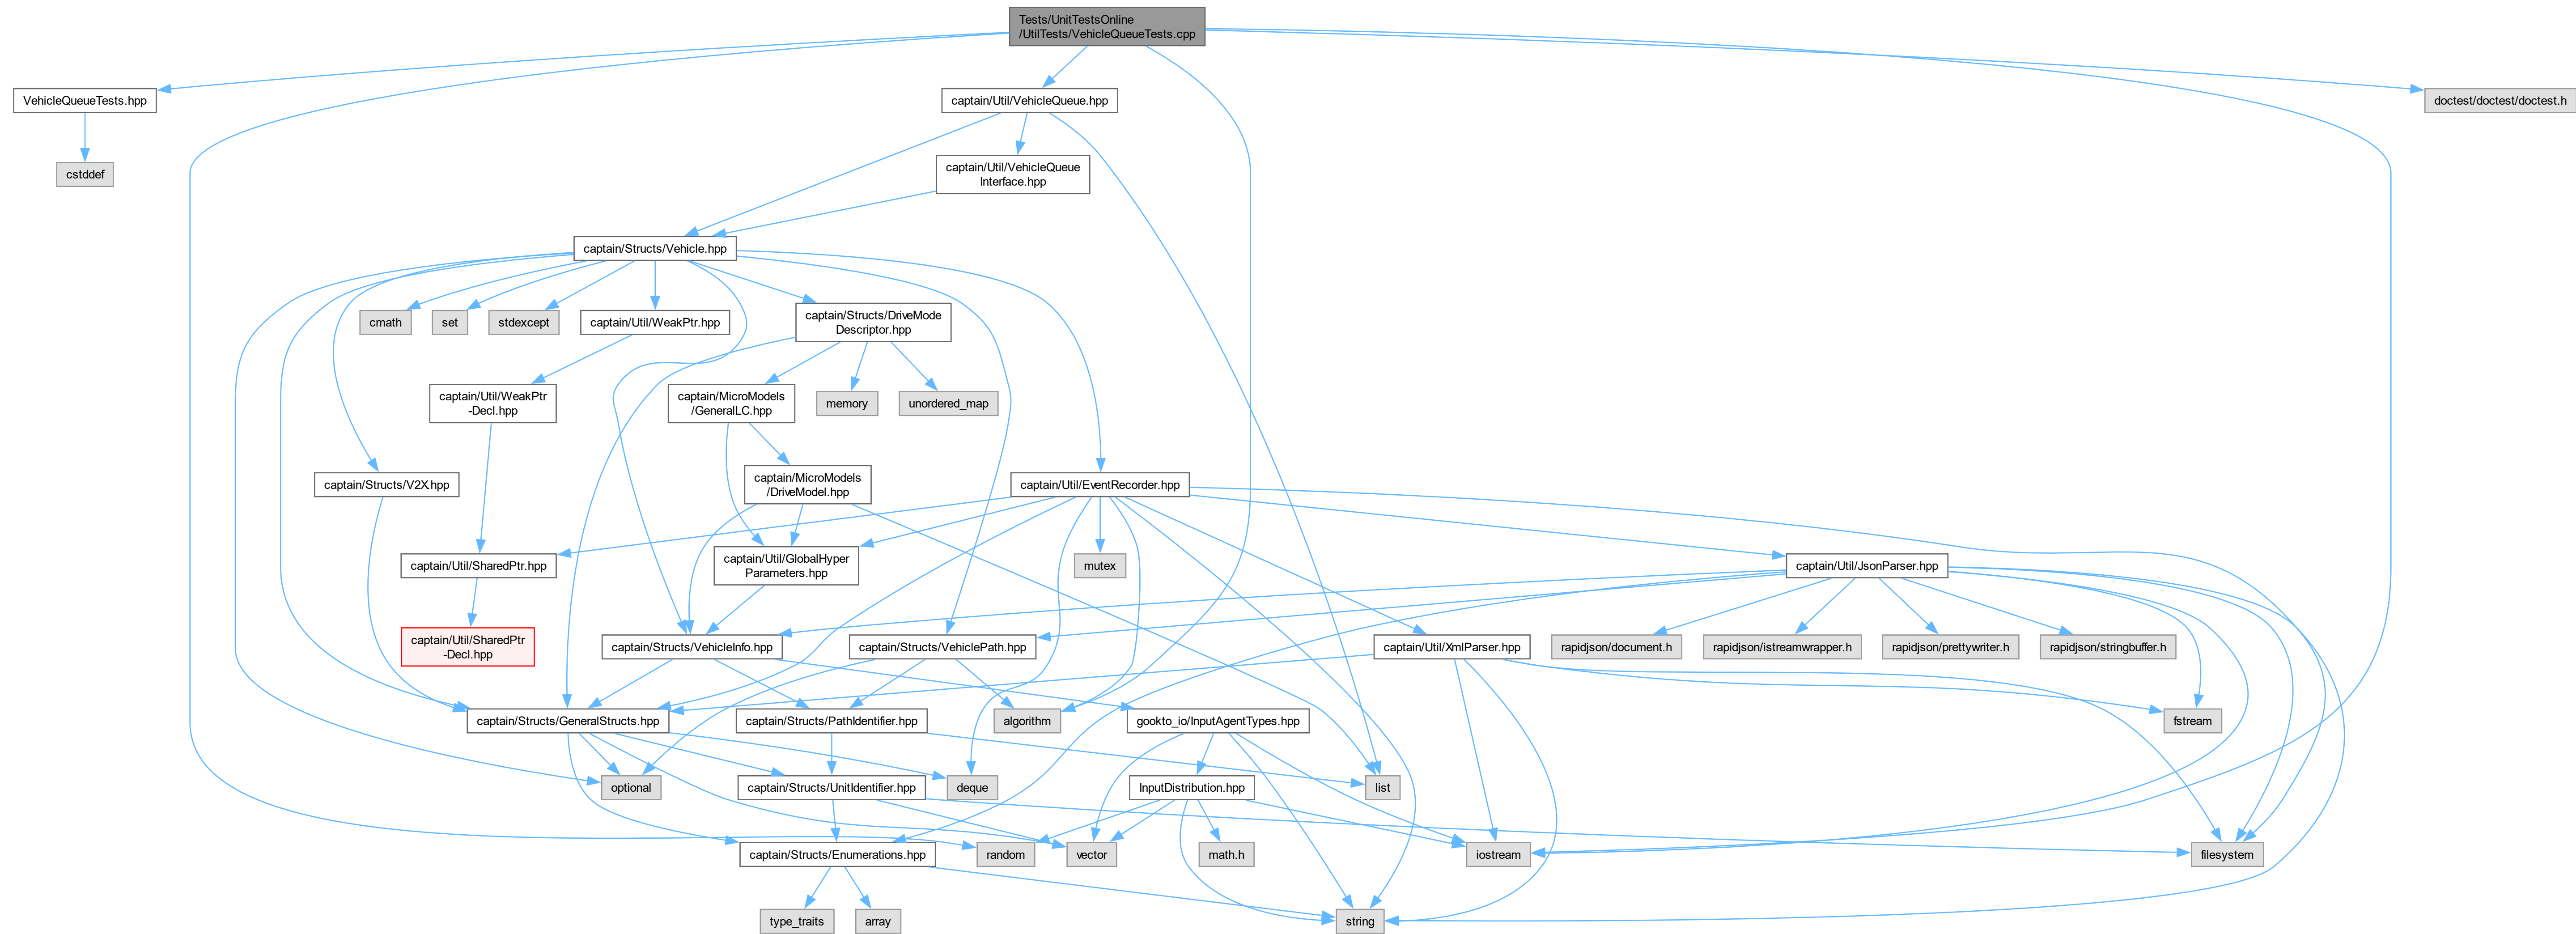 Tests/UnitTestsOnline
/UtilTests/VehicleQueueTests.cpp
VehicleQueueTests.hpp
captain/Util/VehicleQueue.hpp
doctest/doctest/doctest.h
cstddef
captain/Util/VehicleQueue
Interface.hpp
captain/Structs/Vehicle.hpp
cmath
set
stdexcept
captain/Util/WeakPtr.hpp
captain/Structs/DriveMode
Descriptor.hpp
captain/Util/WeakPtr
-Decl.hpp
captain/MicroModels
/GeneralLC.hpp
memory
unordered_map
captain/Structs/V2X.hpp
captain/MicroModels
/DriveModel.hpp
captain/Util/EventRecorder.hpp
captain/Util/SharedPtr.hpp
captain/Util/GlobalHyper
Parameters.hpp
mutex
captain/Util/JsonParser.hpp
captain/Util/SharedPtr
-Decl.hpp
captain/Structs/VehicleInfo.hpp
captain/Structs/VehiclePath.hpp
captain/Util/XmlParser.hpp
rapidjson/document.h
rapidjson/istreamwrapper.h
rapidjson/prettywriter.h
rapidjson/stringbuffer.h
captain/Structs/GeneralStructs.hpp
captain/Structs/PathIdentifier.hpp
algorithm
gookto_io/InputAgentTypes.hpp
fstream
optional
captain/Structs/UnitIdentifier.hpp
deque
InputDistribution.hpp
list
captain/Structs/Enumerations.hpp
random
vector
math.h
iostream
filesystem
type_traits
array
string